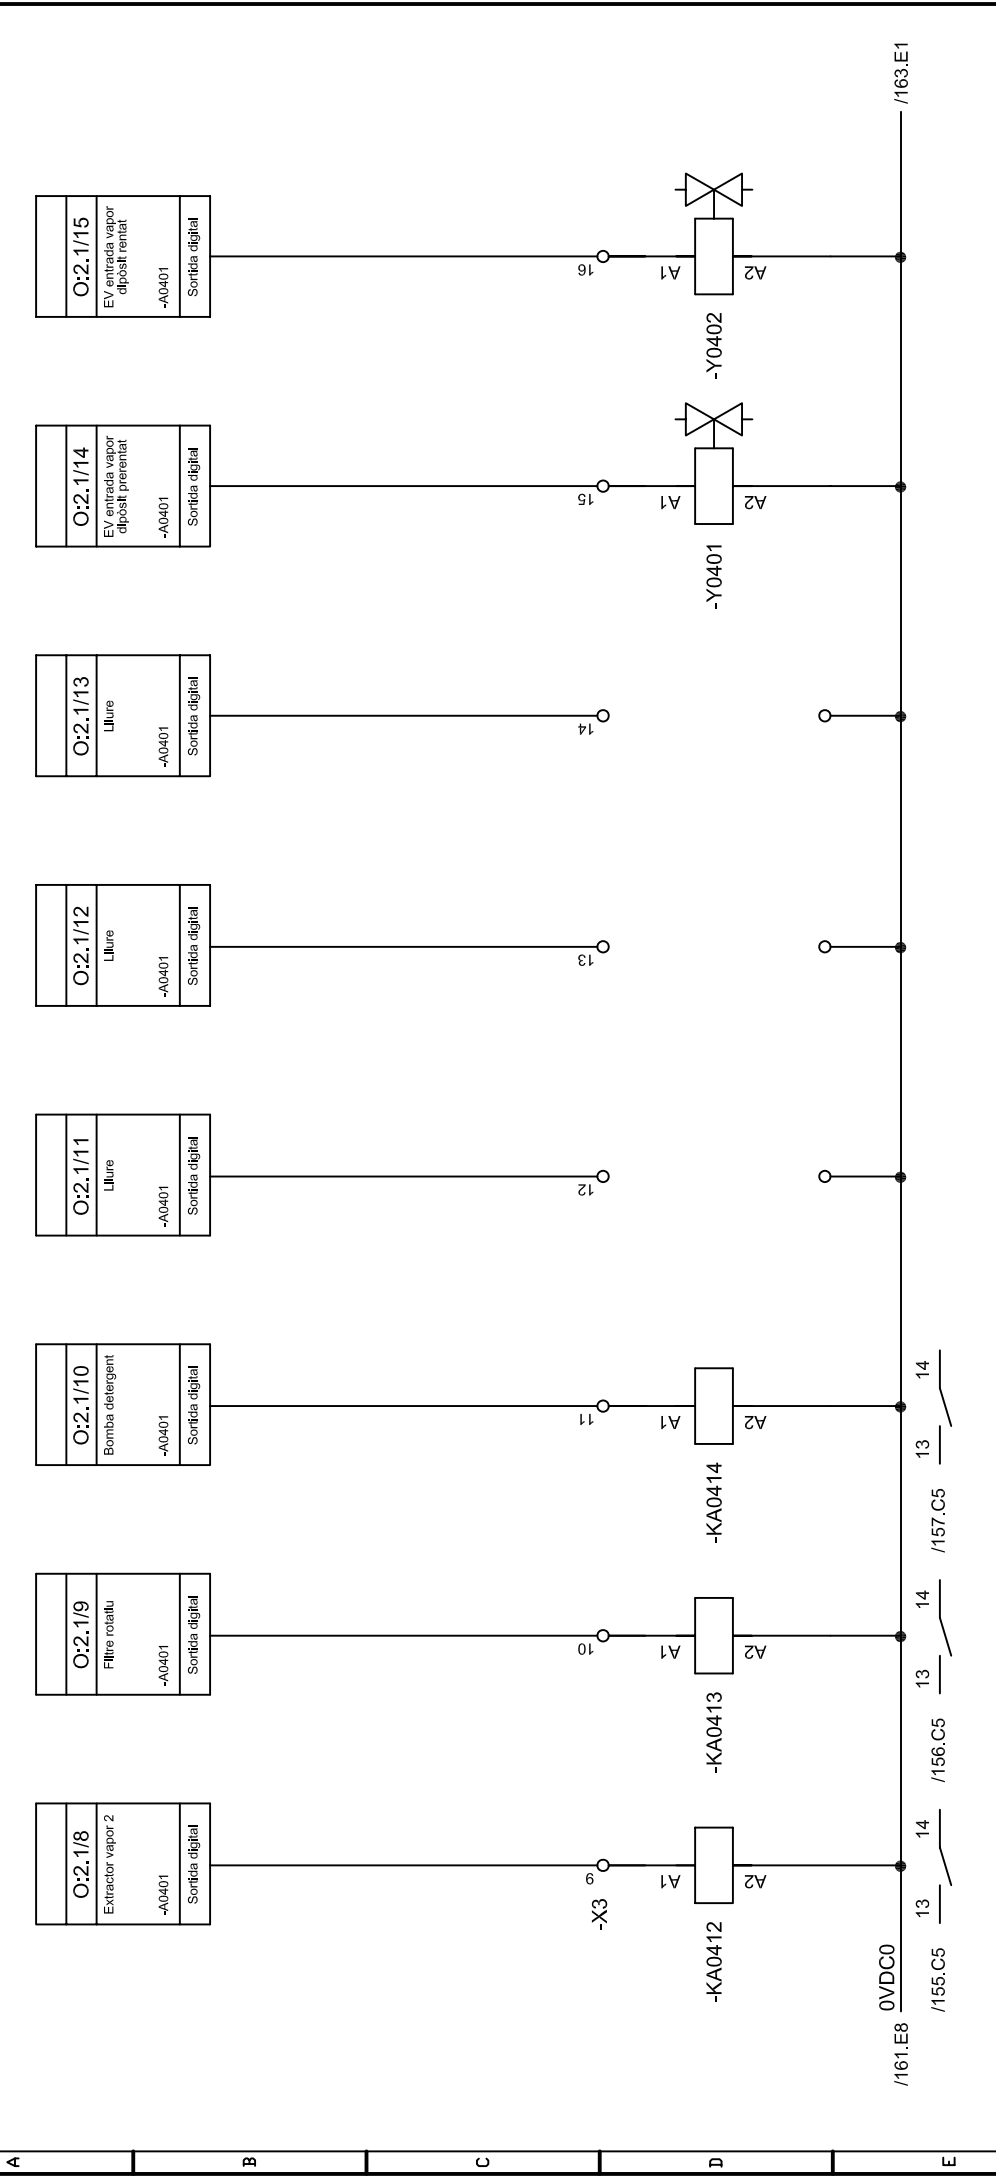 O:2.1/8
Extractor vapor 2
-A0401
Sortida digital
O:2.1/9
Filtre rotatiu
-A0401
Sortida digital
O:2.1/10
Bomba detergent
-A0401
Sortida digital
O:2.1/11
Lliure
-A0401
Sortida digital
O:2.1/12
Lliure
-A0401
Sortida digital
O:2.1/13
Lliure
-A0401
Sortida digital
O:2.1/14
EV entrada vapor
dipòsit prerentat
-A0401
Sortida digital
O:2.1/15
EV entrada vapor
dipòsit rentat
-A0401
Sortida digital
-X3
9
10
11
12
13
14
15
16
-KA0412
A1
A2
-KA0413
A1
A2
-KA0414
A1
A2
-Y0401
A1
A2
-Y0402
A1
A2
/161.E8
0VDC0
/163.E1
/155.C5
13
14
/156.C5
13
14
/157.C5
13
14
A
B
C
D
E